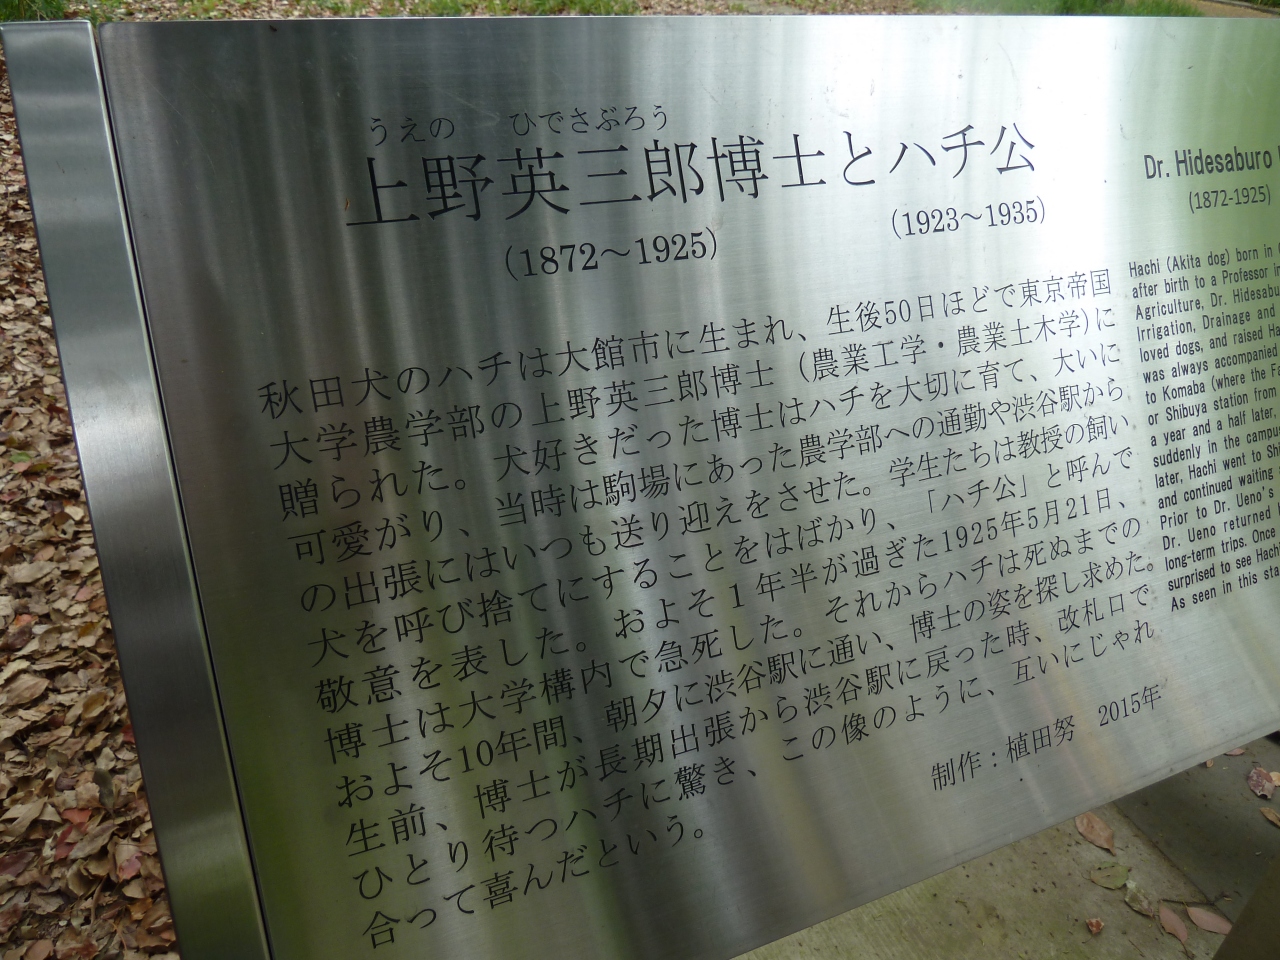 うえの ひでさぶろう
上野英三郎博士とハチ公
(1872～1925)
(1923～1935)
秋田犬のハチは大館市に生まれ、生後50日ほどで東京帝国
大学農学部の上野英三郎博士（農業工学・農業土木学)に
贈られた。犬好きだった博士はハチを大切に育て、大いに
可愛がり、当時は駒場にあった農学部への通勤や渋谷駅から
の出張にはいつも送り迎えをさせた。学生たちは教授の飼い
犬を呼び捨てにすることをはばかり、「ハチ公」と呼んで
敬意を表した。およそ１年半が過ぎた1925年5月21日、
博士は大学構内で急死した。それからハチは死ぬまでの
およそ10年間、朝夕に渋谷駅に通い、博士の姿を探し求めた。
生前、博士が長期出張から渋谷駅に戻った時、改札口で
ひとり待つハチに驚き、この像のように、互いにじゃれ
合って喜んだという。
制作：植田努 2015年
Dr. Hidesaburo
(1872-1925)
Hachi (Akita dog) born in
after birth to a Professor in
Agriculture, Dr. Hidesabu
Irrigation, Drainage and
loved dogs, and raised Ha
was always accompanied
to Komaba (where the Fa
or Shibuya station from
a year and a half later,
suddenly in the campu
later, Hachi went to Shi
and continued waiting
Prior to Dr. Ueno's
Dr. Ueno returned
long-term trips. Once
surprised to see Hachi
As seen in this sta